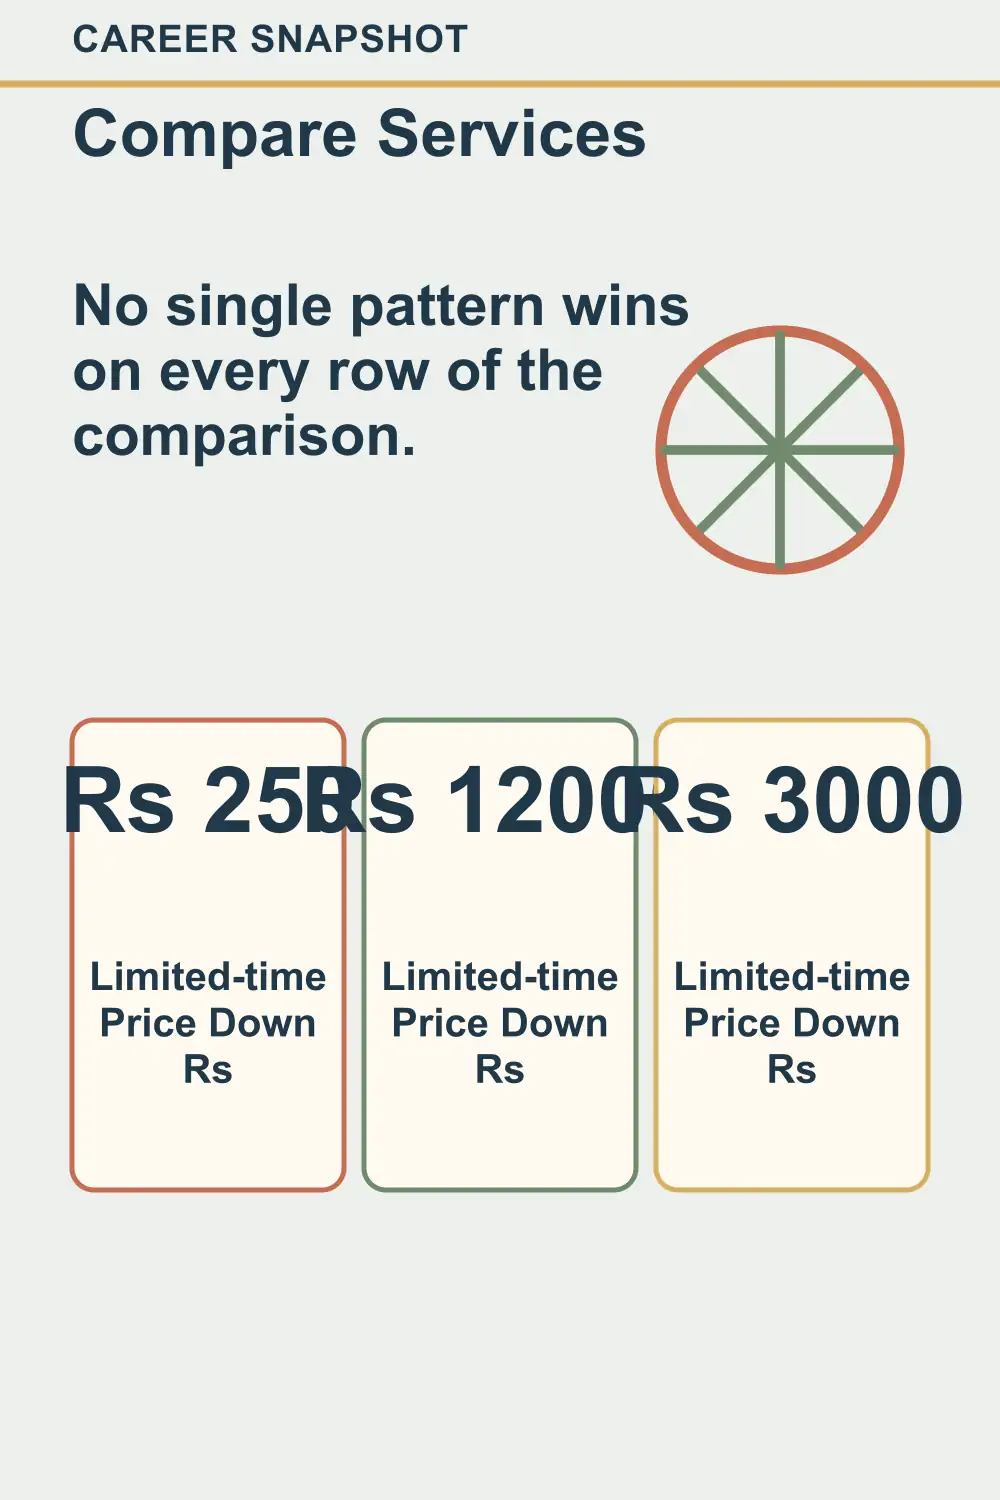 CAREER SNAPSHOT
Compare Services
No single pattern wins
on every row of the
comparison.
Rs 250
Rs 1200
Rs 3000
Limited-time
Price Down
Rs
Limited-time
Price Down
Rs
Limited-time
Price Down
Rs